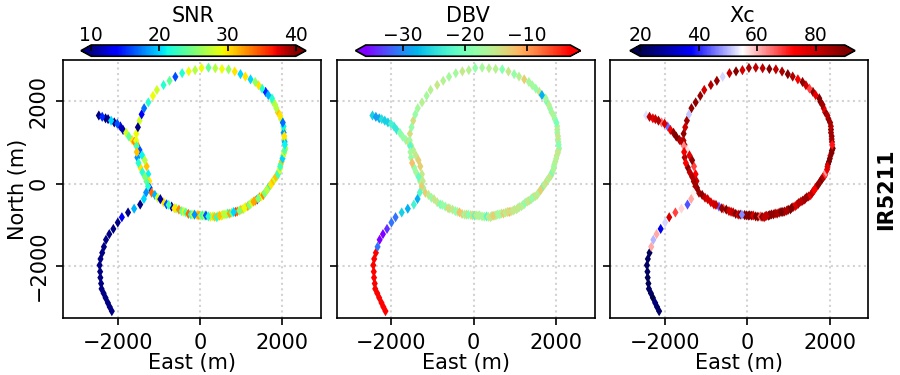 SNR DBV Xc
10 20 30 40 −30 −20 −10 20 40 60 80
2000
0
−2000
North (m)
−2000 0 2000 −2000 0 2000 −2000 0 2000
East (m) East (m) East (m)
IR5211